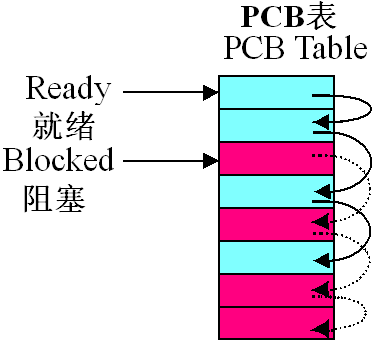 PCB表
PCB Table
Ready
就绪
Blocked
阻塞